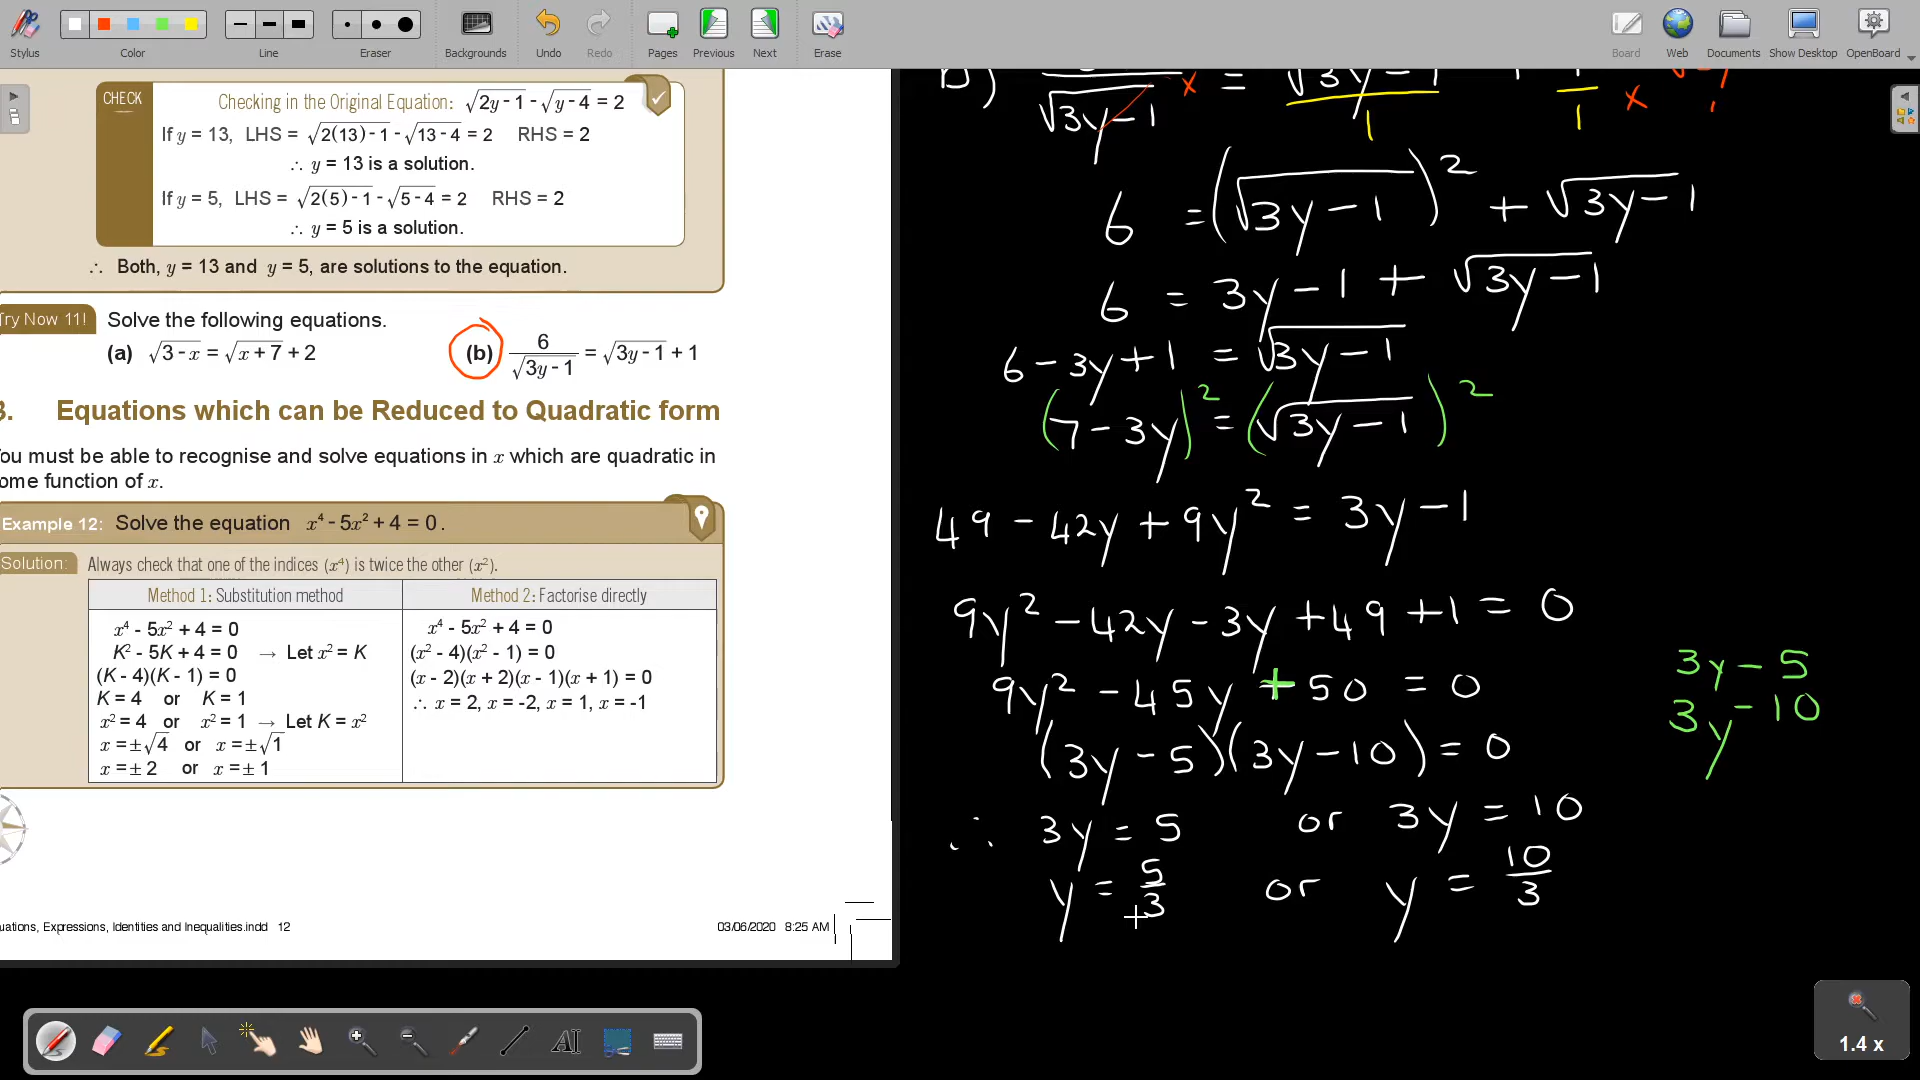 Stylus Color Line Eraser Backgrounds Undo Redo Pages Previous Next Erase Board Web Documents Show Desktop OpenBoard
CHECK
Checking in the Original Equation: √(2y - 1) - √(y - 4) = 2
If y = 13, LHS = √(2(13) - 1) - √(13 - 4) = 2 RHS = 2
∴ y = 13 is a solution.
If y = 5, LHS = √(2(5) - 1) - √(5 - 4) = 2 RHS = 2
∴ y = 5 is a solution.
∴ Both, y = 13 and y = 5, are solutions to the equation.
Try Now 11! Solve the following equations.
(a) √(3 - x) = √(x + 7) + 2 (b) 6/√(3y - 1) = √(3y - 1) + 1
3. Equations which can be Reduced to Quadratic form
You must be able to recognise and solve equations in x which are quadratic in
some function of x.
Example 12: Solve the equation x⁴ - 5x² + 4 = 0.
Solution: Always check that one of the indices (x⁴) is twice the other (x²).
Method 1: Substitution method
x⁴ - 5x² + 4 = 0
K² - 5K + 4 = 0 → Let x² = K
(K - 4)(K - 1) = 0
K = 4 or K = 1
x² = 4 or x² = 1 → Let K = x²
x = ±√4 or x = ±√1
x = ± 2 or x = ± 1
Method 2: Factorise directly
x⁴ - 5x² + 4 = 0
(x² - 4)(x² - 1) = 0
(x - 2)(x + 2)(x - 1)(x + 1) = 0
∴ x = 2, x = -2, x = 1, x = -1
uations, Expressions, Identities and Inequalities.indd 12 03/06/2020 8:25 AM
6 = (√(3y - 1))² + √(3y - 1)
6 = 3y - 1 + √(3y - 1)
6 - 3y + 1 = √(3y - 1)
(7 - 3y)² = (√(3y - 1))²
49 - 42y + 9y² = 3y - 1
9y² - 42y - 3y + 49 + 1 = 0
9y² - 45y + 50 = 0
(3y - 5)(3y - 10) = 0
∴ 3y = 5 or 3y = 10
y = 5/3 or y = 10/3
3y - 5
3y - 10
1.4 x